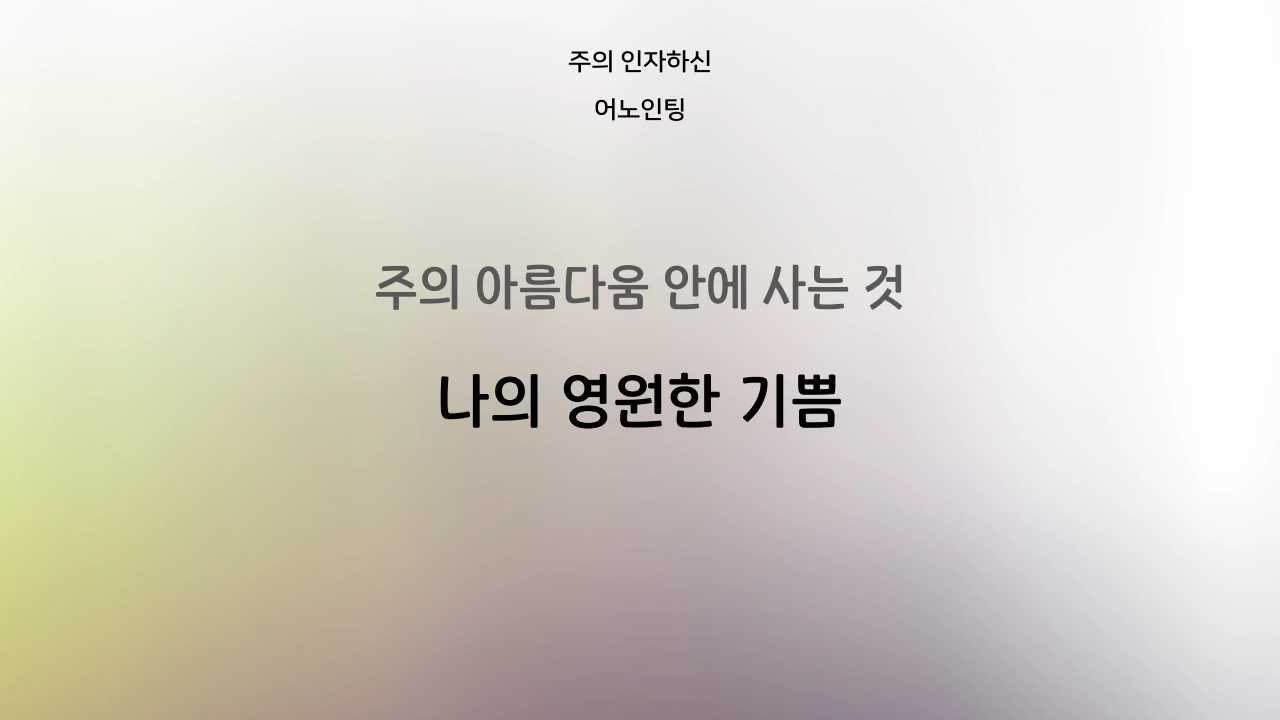 주의 인자하신
어노인팅
주의 아름다움 안에 사는 것
나의 영원한 기쁨